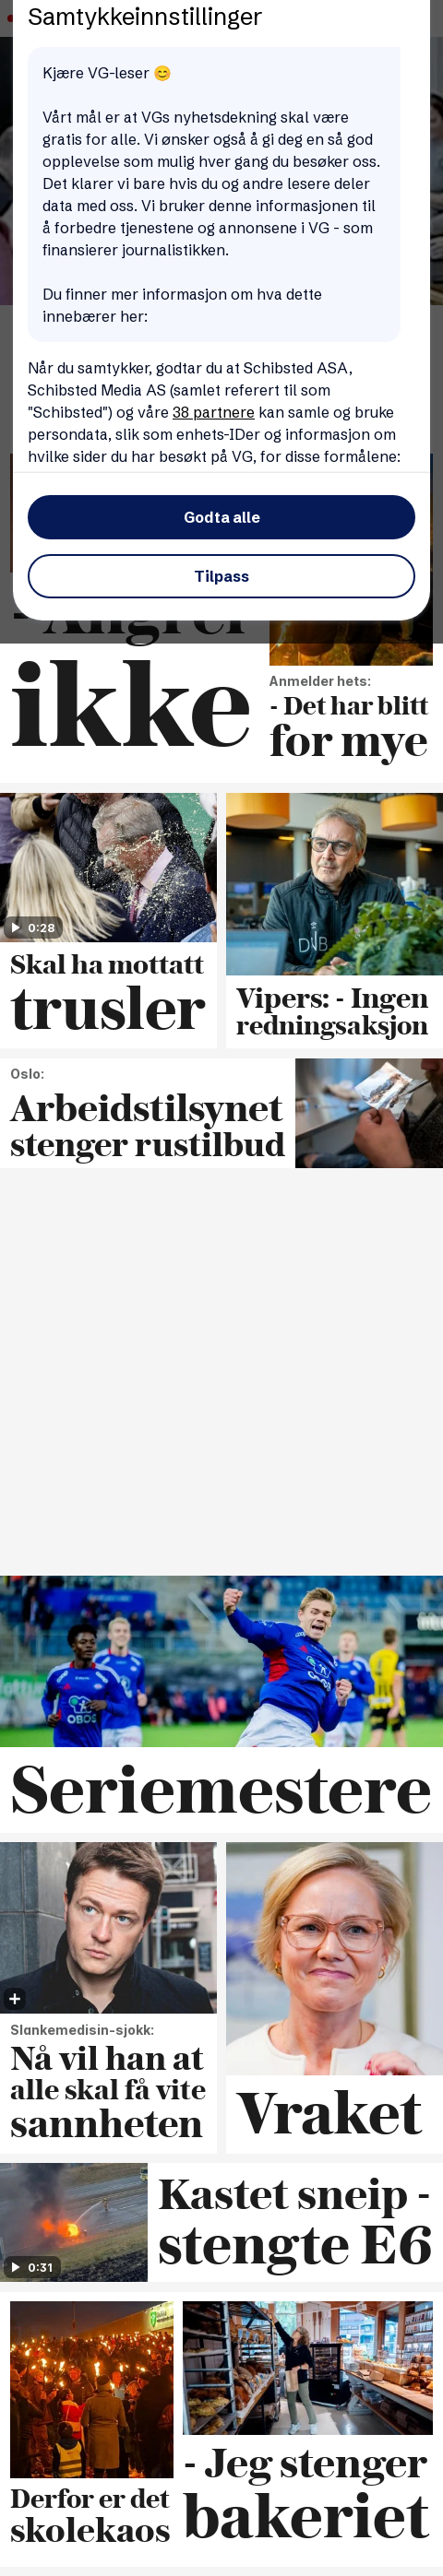 Samtykkeinnstillinger
Kjære VG-leser 😊
Vårt mål er at VGs nyhetsdekning skal være
gratis for alle. Vi ønsker også å gi deg en så god
opplevelse som mulig hver gang du besøker oss.
Det klarer vi bare hvis du og andre lesere deler
data med oss. Vi bruker denne informasjonen til
å forbedre tjenestene og annonsene i VG - som
finansierer journalistikken.
Du finner mer informasjon om hva dette
innebærer her:
Når du samtykker, godtar du at Schibsted ASA,
Schibsted Media AS (samlet referert til som
"Schibsted") og våre 38 partnere kan samle og bruke
persondata, slik som enhets-IDer og informasjon om
hvilke sider du har besøkt på VG, for disse formålene:
Godta alle
Tilpass
- Angrer
ikke
Anmelder hets:
- Det har blitt
for mye
0:28
Skal ha mottatt
trusler
DNB
Vipers: - Ingen
redningsaksjon
Oslo:
Arbeidstilsynet
stenger rustilbud
OBOS
OBOS
Seriemestere
Slankemedisin-sjokk:
Nå vil han at
alle skal få vite
sannheten
Vraket
0:31
Kastet sneip -
stengte E6
Derfor er det
skolekaos
- Jeg stenger
bakeriet